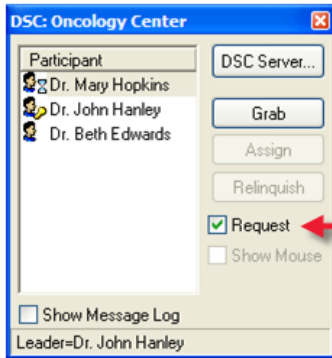 DSC: Oncology Center
Participant
Dr. Mary Hopkins
Dr. John Hanley
Dr. Beth Edwards
DSC Server...
Grab
Assign
Relinquish
Request
Show Mouse
Show Message Log
Leader=Dr. John Hanley